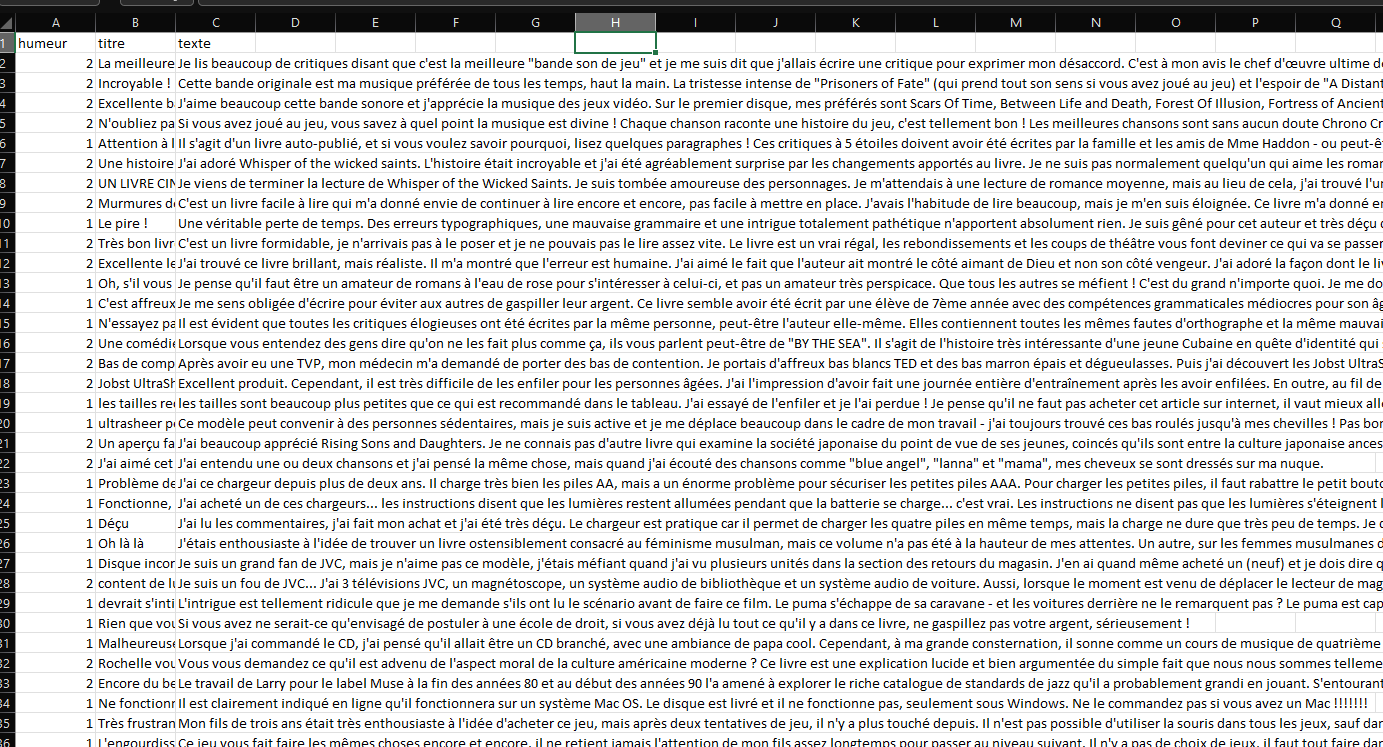 A B C D E F G H I J K L M N O P Q
1 humeur titre texte
2 2 La meilleure Je lis beaucoup de critiques disant que c'est la meilleure "bande son de jeu" et je me suis dit que j'allais écrire une critique pour exprimer mon désaccord. C'est à mon avis le chef d'œuvre ultime d
3 2 Incroyable ! Cette bande originale est ma musique préférée de tous les temps, haut la main. La tristesse intense de "Prisoners of Fate" (qui prend tout son sens si vous avez joué au jeu) et l'espoir de "A Distant
4 2 Excellente b J'aime beaucoup cette bande sonore et j'apprécie la musique des jeux vidéo. Sur le premier disque, mes préférés sont Scars Of Time, Between Life and Death, Forest Of Illusion, Fortress of Ancien
5 2 N'oubliez pa Si vous avez joué au jeu, vous savez à quel point la musique est divine ! Chaque chanson raconte une histoire du jeu, c'est tellement bon ! Les meilleures chansons sont sans aucun doute Chrono Cr
6 1 Attention à l Il s'agit d'un livre auto-publié, et si vous voulez savoir pourquoi, lisez quelques paragraphes ! Ces critiques à 5 étoiles doivent avoir été écrites par la famille et les amis de Mme Haddon - ou peut-ê
7 2 Une histoire J'ai adoré Whisper of the wicked saints. L'histoire était incroyable et j'ai été agréablement surprise par les changements apportés au livre. Je ne suis pas normalement quelqu'un qui aime les roma
8 2 UN LIVRE CIN Je viens de terminer la lecture de Whisper of the Wicked Saints. Je suis tombée amoureuse des personnages. Je m'attendais à une lecture de romance moyenne, mais au lieu de cela, j'ai trouvé l'u
9 2 Murmures d C'est un livre facile à lire qui m'a donné envie de continuer à lire encore et encore, pas facile à mettre en place. J'avais l'habitude de lire beaucoup, mais je m'en suis éloignée. Ce livre m'a donné e
10 1 Le pire ! Une véritable perte de temps. Des erreurs typographiques, une mauvaise grammaire et une intrigue totalement pathétique n'apportent absolument rien. Je suis gêné pour cet auteur et très déçu
11 2 Très bon livr C'est un livre formidable, je n'arrivais pas à le poser et je ne pouvais pas le lire assez vite. Le livre est un vrai régal, les rebondissements et les coups de théâtre vous font deviner ce qui va se passer
12 2 Excellente le J'ai trouvé ce livre brillant, mais réaliste. Il m'a montré que l'erreur est humaine. J'ai aimé le fait que l'auteur ait montré le côté aimant de Dieu et non son côté vengeur. J'ai adoré la façon dont le li
13 1 Oh, s'il vous Je pense qu'il faut être un amateur de romans à l'eau de rose pour s'intéresser à celui-ci, et pas un amateur très perspicace. Que tous les autres se méfient ! C'est du grand n'importe quoi. Je me do
14 1 C'est affreux Je me sens obligée d'écrire pour éviter aux autres de gaspiller leur argent. Ce livre semble avoir été écrit par une élève de 7ème année avec des compétences grammaticales médiocres pour son âg
15 1 N'essayez pa Il est évident que toutes les critiques élogieuses ont été écrites par la même personne, peut-être l'auteur elle-même. Elles contiennent toutes les mêmes fautes d'orthographe et la même mauvai
16 2 Une comédie Lorsque vous entendez des gens dire qu'on ne les fait plus comme ça, ils vous parlent peut-être de "BY THE SEA". Il s'agit de l'histoire très intéressante d'une jeune Cubaine en quête d'identité qui
17 2 Bas de comp Après avoir eu une TVP, mon médecin m'a demandé de porter des bas de contention. Je portais d'affreux bas blancs TED et des bas marron épais et dégueulasses. Puis j'ai découvert les Jobst UltraS
18 2 Jobst UltraSh Excellent produit. Cependant, il est très difficile de les enfiler pour les personnes âgées. J'ai l'impression d'avoir fait une journée entière d'entraînement après les avoir enfilées. En outre, au fil de
19 1 les tailles re les tailles sont beaucoup plus petites que ce qui est recommandé dans le tableau. J'ai essayé de l'enfiler et je l'ai perdue ! Je pense qu'il ne faut pas acheter cet article sur internet, il vaut mieux alle
20 1 ultrasheer p Ce modèle peut convenir à des personnes sédentaires, mais je suis active et je me déplace beaucoup dans le cadre de mon travail - j'ai toujours trouvé ces bas roulés jusqu'à mes chevilles ! Pas bon
21 2 Un aperçu fa J'ai beaucoup apprécié Rising Sons and Daughters. Je ne connais pas d'autre livre qui examine la société japonaise du point de vue de ses jeunes, coincés qu'ils sont entre la culture japonaise ances
22 2 J'ai aimé cet J'ai entendu une ou deux chansons et j'ai pensé la même chose, mais quand j'ai écouté des chansons comme "blue angel", "lanna" et "mama", mes cheveux se sont dressés sur ma nuque.
23 1 Problème de J'ai ce chargeur depuis plus de deux ans. Il charge très bien les piles AA, mais a un énorme problème pour sécuriser les petites piles AAA. Pour charger les petites piles, il faut rabattre le petit bouto
24 1 Fonctionne, J'ai acheté un de ces chargeurs... les instructions disent que les lumières restent allumées pendant que la batterie se charge... c'est vrai. Les instructions ne disent pas que les lumières s'éteignent l
25 1 Déçu J'ai lu les commentaires, j'ai fait mon achat et j'ai été très déçu. Le chargeur est pratique car il permet de charger les quatre piles en même temps, mais la charge ne dure que très peu de temps. Je c
26 1 Oh là là J'étais enthousiaste à l'idée de trouver un livre ostensiblement consacré au féminisme musulman, mais ce volume n'a pas été à la hauteur de mes attentes. Un autre, sur les femmes musulmanes d
27 1 Disque incor Je suis un grand fan de JVC, mais je n'aime pas ce modèle, j'étais méfiant quand j'ai vu plusieurs unités dans la section des retours du magasin. J'en ai quand même acheté un (neuf) et je dois dire q
28 2 content de lu Je suis un fou de JVC... J'ai 3 télévisions JVC, un magnétoscope, un système audio de bibliothèque et un système audio de voiture. Aussi, lorsque le moment est venu de déplacer le lecteur de mag
29 1 devrait s'inti L'intrigue est tellement ridicule que je me demande s'ils ont lu le scénario avant de faire ce film. Le puma s'échappe de sa caravane - et les voitures derrière ne le remarquent pas ? Le puma est cap
30 1 Rien que vou Si vous avez ne serait-ce qu'envisagé de postuler à une école de droit, si vous avez déjà lu tout ce qu'il y a dans ce livre, ne gaspillez pas votre argent, sérieusement !
31 1 Malheureuse Lorsque j'ai commandé le CD, j'ai pensé qu'il allait être un CD branché, avec une ambiance de papa cool. Cependant, à ma grande consternation, il sonne comme un cours de musique de quatrième
32 2 Rochelle vou Vous vous demandez ce qu'il est advenu de l'aspect moral de la culture américaine moderne ? Ce livre est une explication lucide et bien argumentée du simple fait que nous nous sommes telleme
33 2 Encore du be Le travail de Larry pour le label Muse à la fin des années 80 et au début des années 90 l'a amené à explorer le riche catalogue de standards de jazz qu'il a probablement grandi en jouant. S'entourant
34 1 Ne fonctionn Il est clairement indiqué en ligne qu'il fonctionnera sur un système Mac OS. Le disque est livré et il ne fonctionne pas, seulement sous Windows. Ne le commandez pas si vous avez un Mac !!!!!!!
35 1 Très frustran Mon fils de trois ans était très enthousiaste à l'idée d'acheter ce jeu, mais après deux tentatives de jeu, il n'y a plus touché depuis. Il n'est pas possible d'utiliser la souris dans tous les jeux, sauf dan
36 1 L'engourdiss Ce jeu vous fait faire les mêmes choses encore et encore, il ne retient jamais l'attention de mon fils assez longtemps pour passer au niveau suivant. Il n'y a pas de choix de jeux, il faut tout faire dan